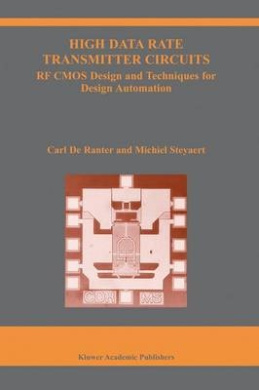 HIGH DATA RATE
TRANSMITTER CIRCUITS
RF CMOS Design and Techniques for
Design Automation
Carl De Ranter and Michiel Steyaert
Kluwer Academic Publishers